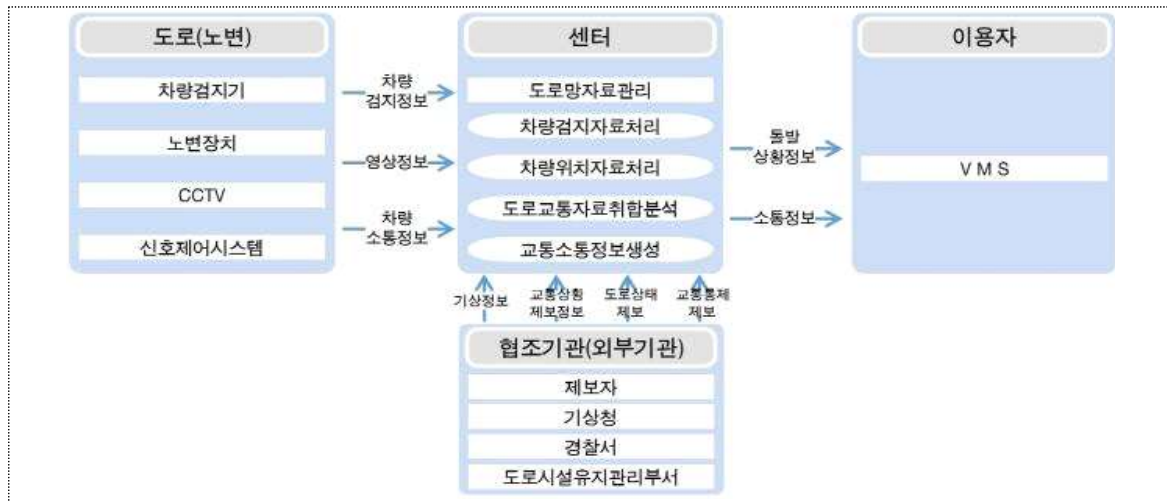 도로(노변)
차량검지기
노변장치
CCTV
신호제어시스템
차량
검지정보
영상정보
차량
소통정보
센터
도로망자료관리
차량검지자료처리
차량위치자료처리
도로교통자료취합분석
교통소통정보생성
돌발
상황정보
소통정보
이용자
V M S
기상정보
교통상황
제보정보
도로상태
제보
교통통제
제보
협조기관(외부기관)
제보자
기상청
경찰서
도로시설유지관리부서